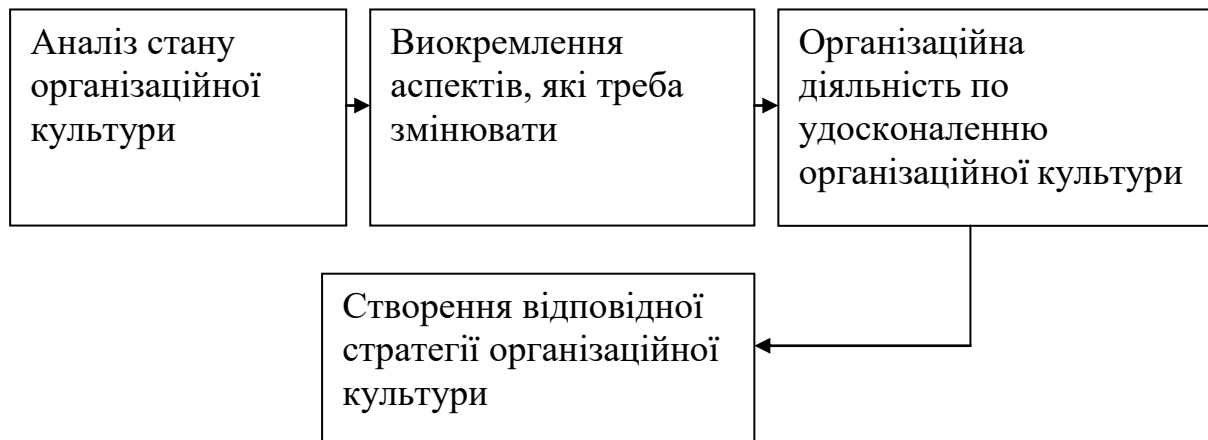 Аналіз стану
організаційної
культури
Виокремлення
аспектів, які треба
змінювати
Організаційна
діяльність по
удосконаленню
організаційної культури
Створення відповідної
стратегії організаційної
культури